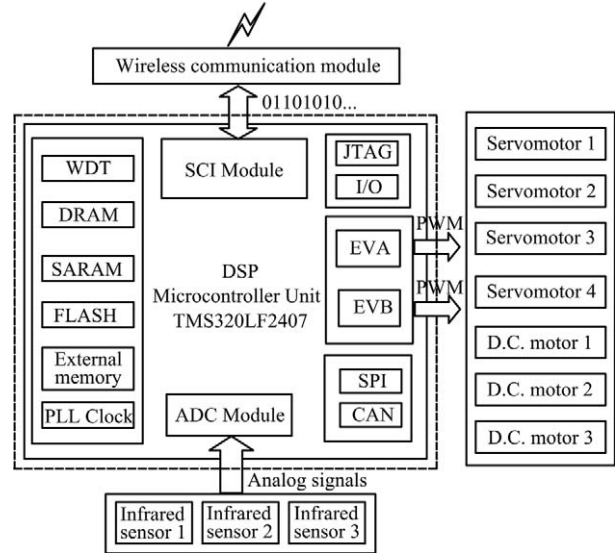 Wireless communication module
01101010...
WDT
DRAM
SARAM
FLASH
External
memory
PLL Clock
SCI Module
DSP
Microcontroller Unit
TMS320LF2407
ADC Module
JTAG
I/O
EVA
EVB
SPI
CAN
PWM
PWM
Servomotor 1
Servomotor 2
Servomotor 3
Servomotor 4
D.C. motor 1
D.C. motor 2
D.C. motor 3
Analog signals
Infrared
sensor 1
Infrared
sensor 2
Infrared
sensor 3